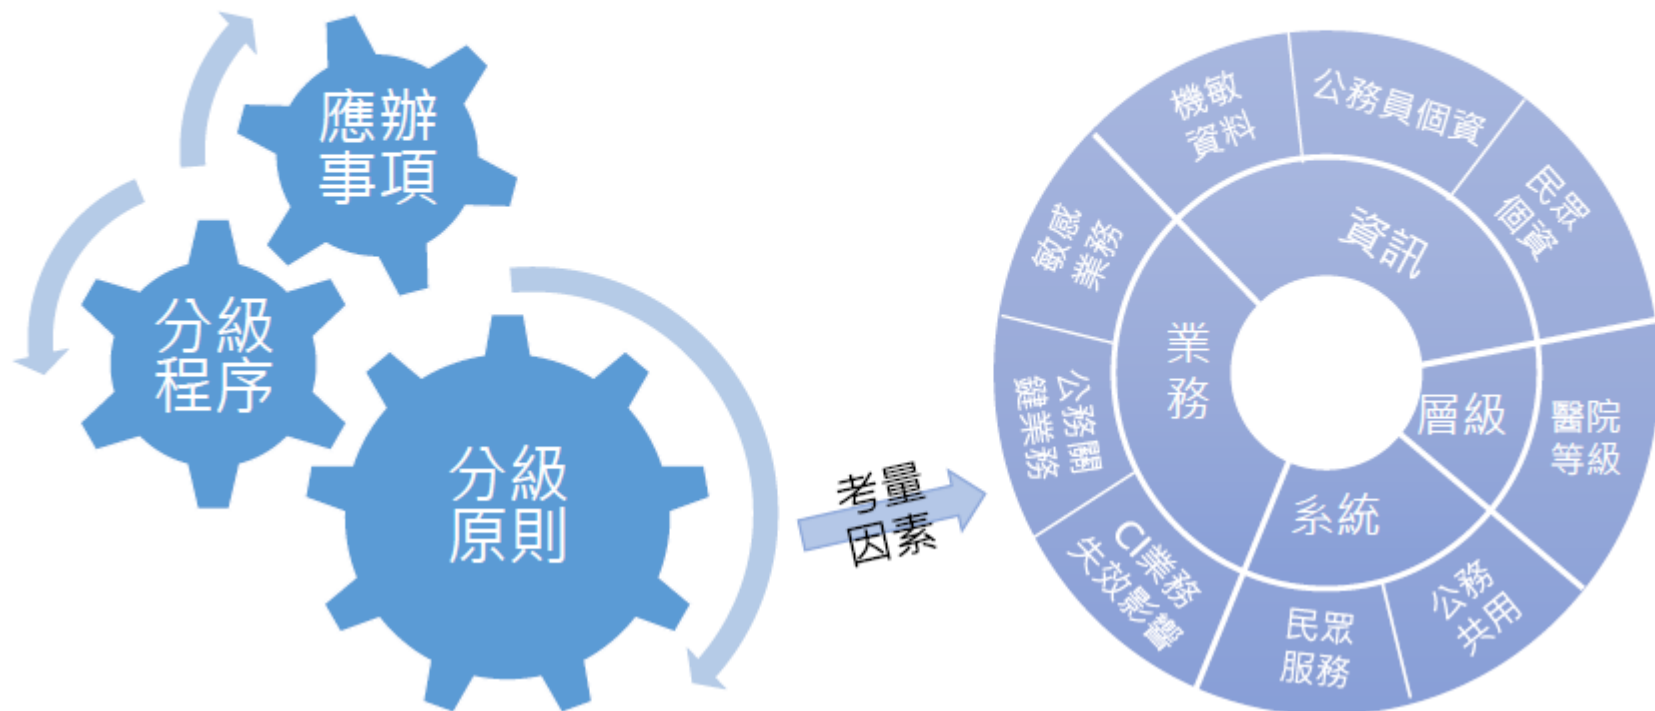 應辦
事項
分級
程序
分級
原則
考量
因素
資訊
機敏
資料
公務員個資
民眾
個資
層級
醫院
等級
系統
公務
共用
民眾
服務
業
務
CI業務
失效影響
公務關
鍵業務
敏感
業務